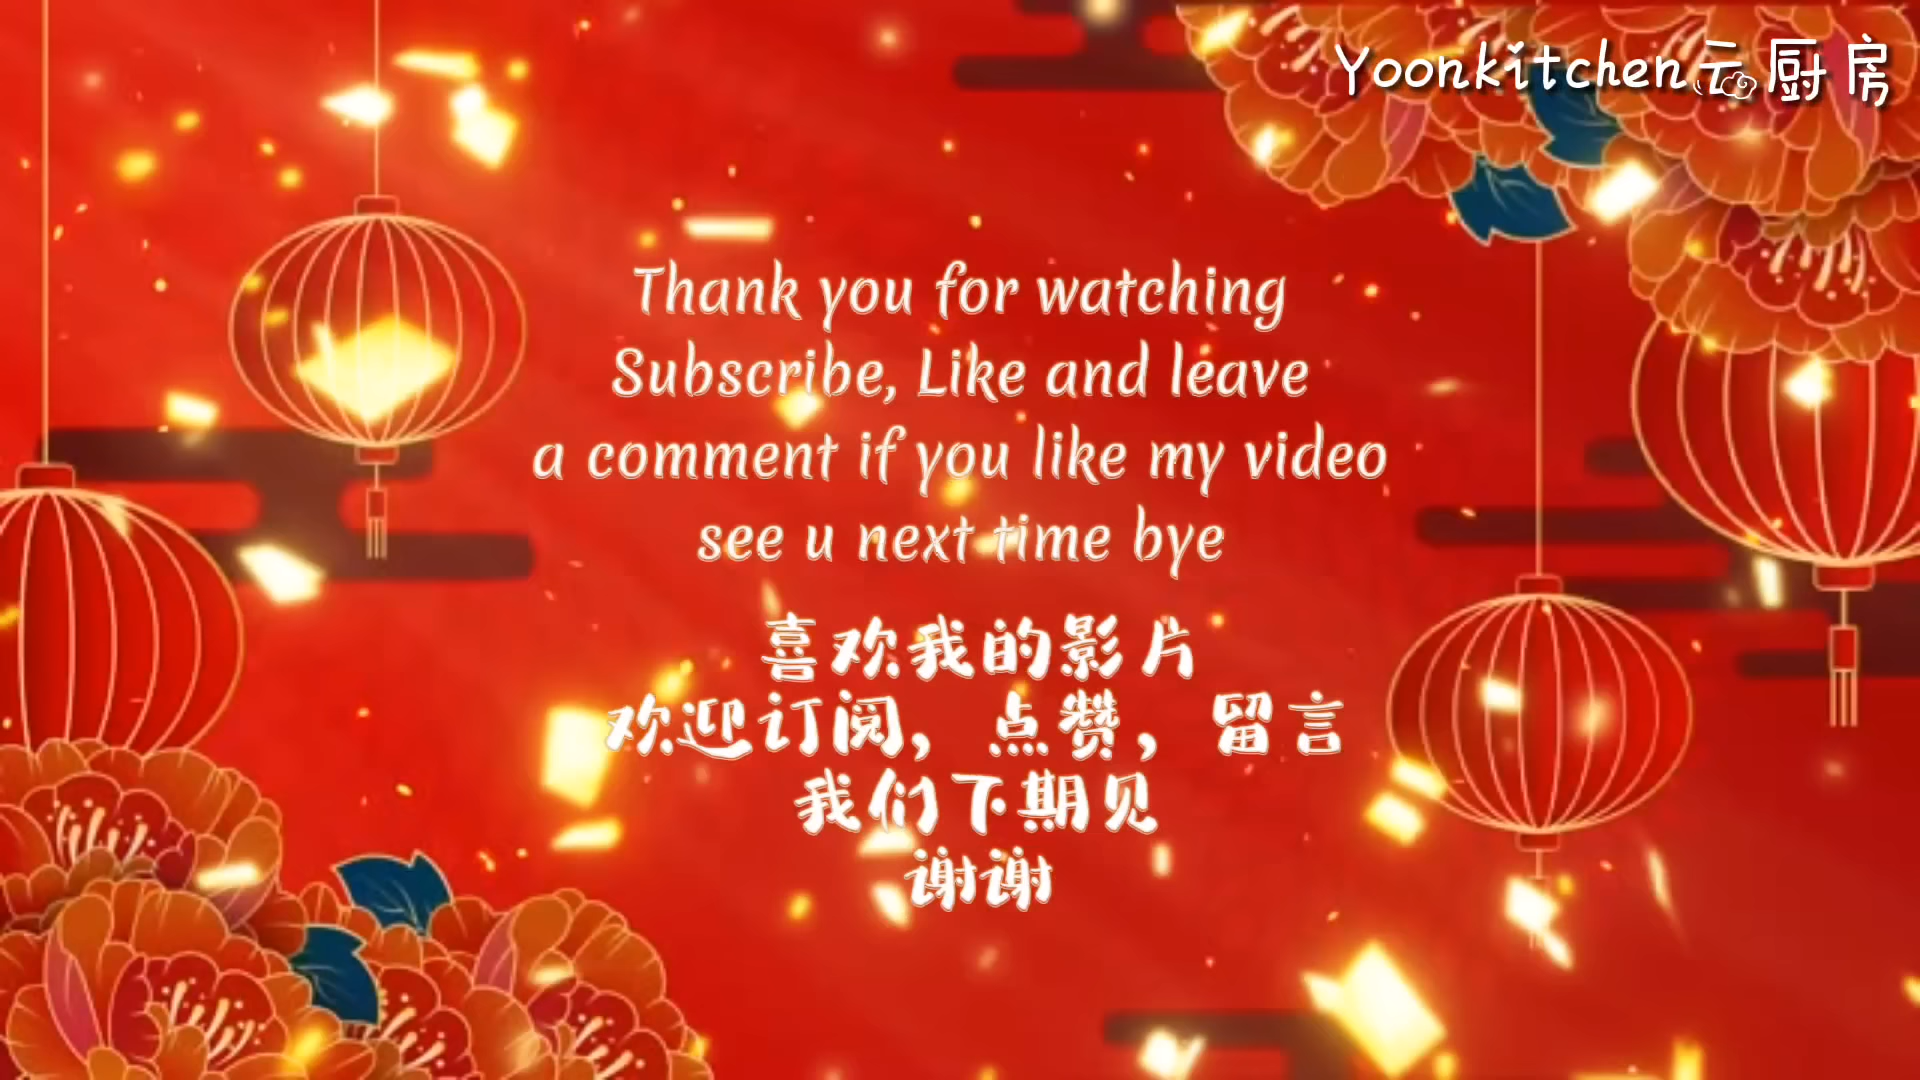 Yoonkitchen云厨房
Thank you for watching
Subscribe, Like and leave
a comment if you like my video
see u next time bye
喜欢我的影片
欢迎订阅，点赞，留言
我们下期见
谢谢